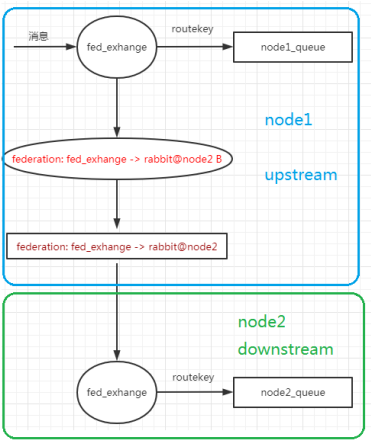 消息
fed_exhange
routekey
node1_queue
node1
federation: fed_exhange -> rabbit@node2 B
upstream
federation: fed_exhange -> rabbit@node2
node2
downstream
fed_exhange
routekey
node2_queue